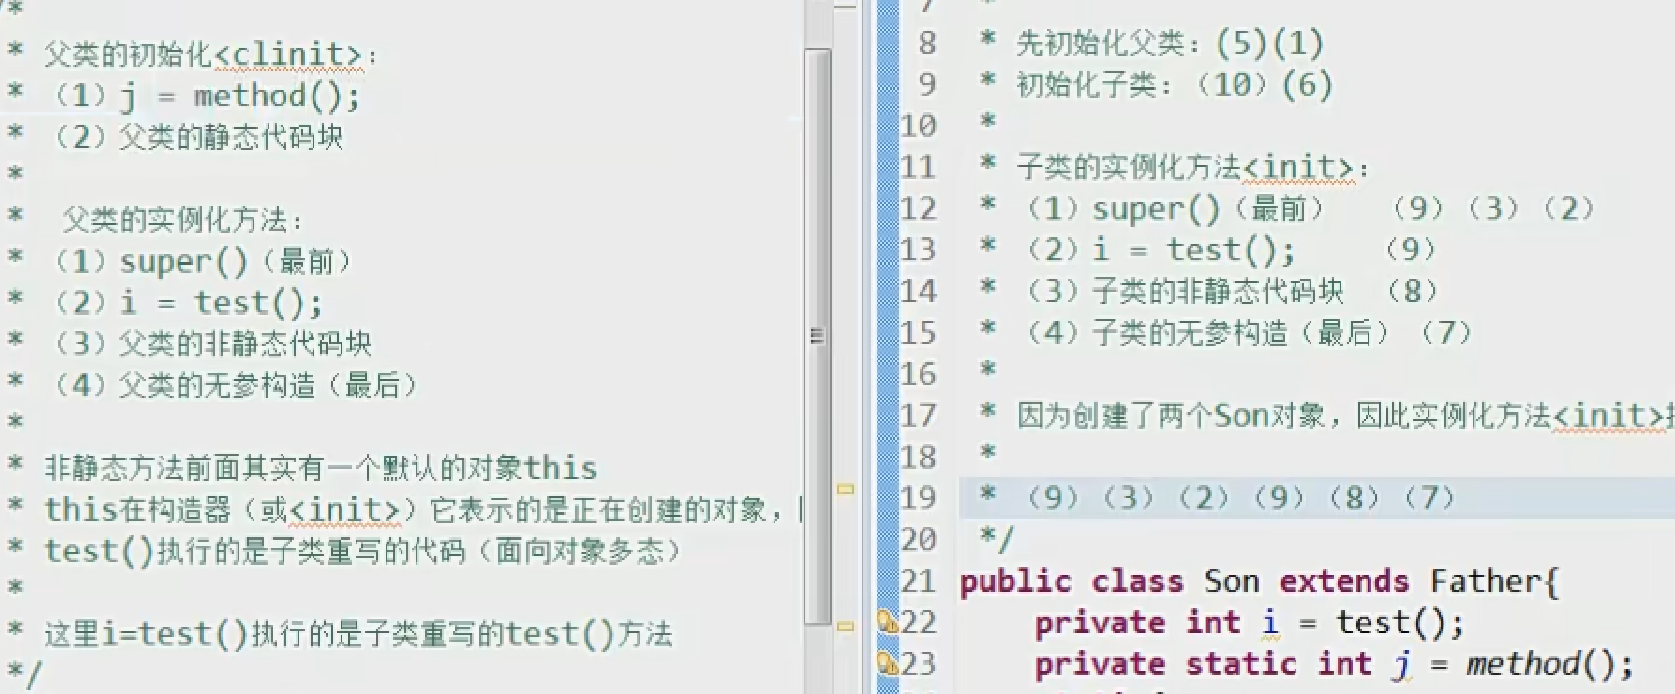 /*
* 父类的初始化<clinit>：
* （1）j = method();
* （2）父类的静态代码块
*
* 父类的实例化方法：
* （1）super()（最前）
* （2）i = test();
* （3）父类的非静态代码块
* （4）父类的无参构造（最后）
*
* 非静态方法前面其实有一个默认的对象this
* this在构造器（或<init>）它表示的是正在创建的对象，
* test()执行的是子类重写的代码（面向对象多态）
*
* 这里i=test()执行的是子类重写的test()方法
*/
7 *
8 * 先初始化父类：(5)(1)
9 * 初始化子类：（10）(6)
10 *
11 * 子类的实例化方法<init>：
12 * （1）super()（最前） （9）（3）（2）
13 * （2）i = test(); （9）
14 * （3）子类的非静态代码块 （8）
15 * （4）子类的无参构造（最后）（7）
16 *
17 * 因为创建了两个Son对象，因此实例化方法<init>
18 *
19 * （9）（3）（2）（9）（8）（7）
20 */
21 public class Son extends Father{
22 private int i = test();
23 private static int j = method();